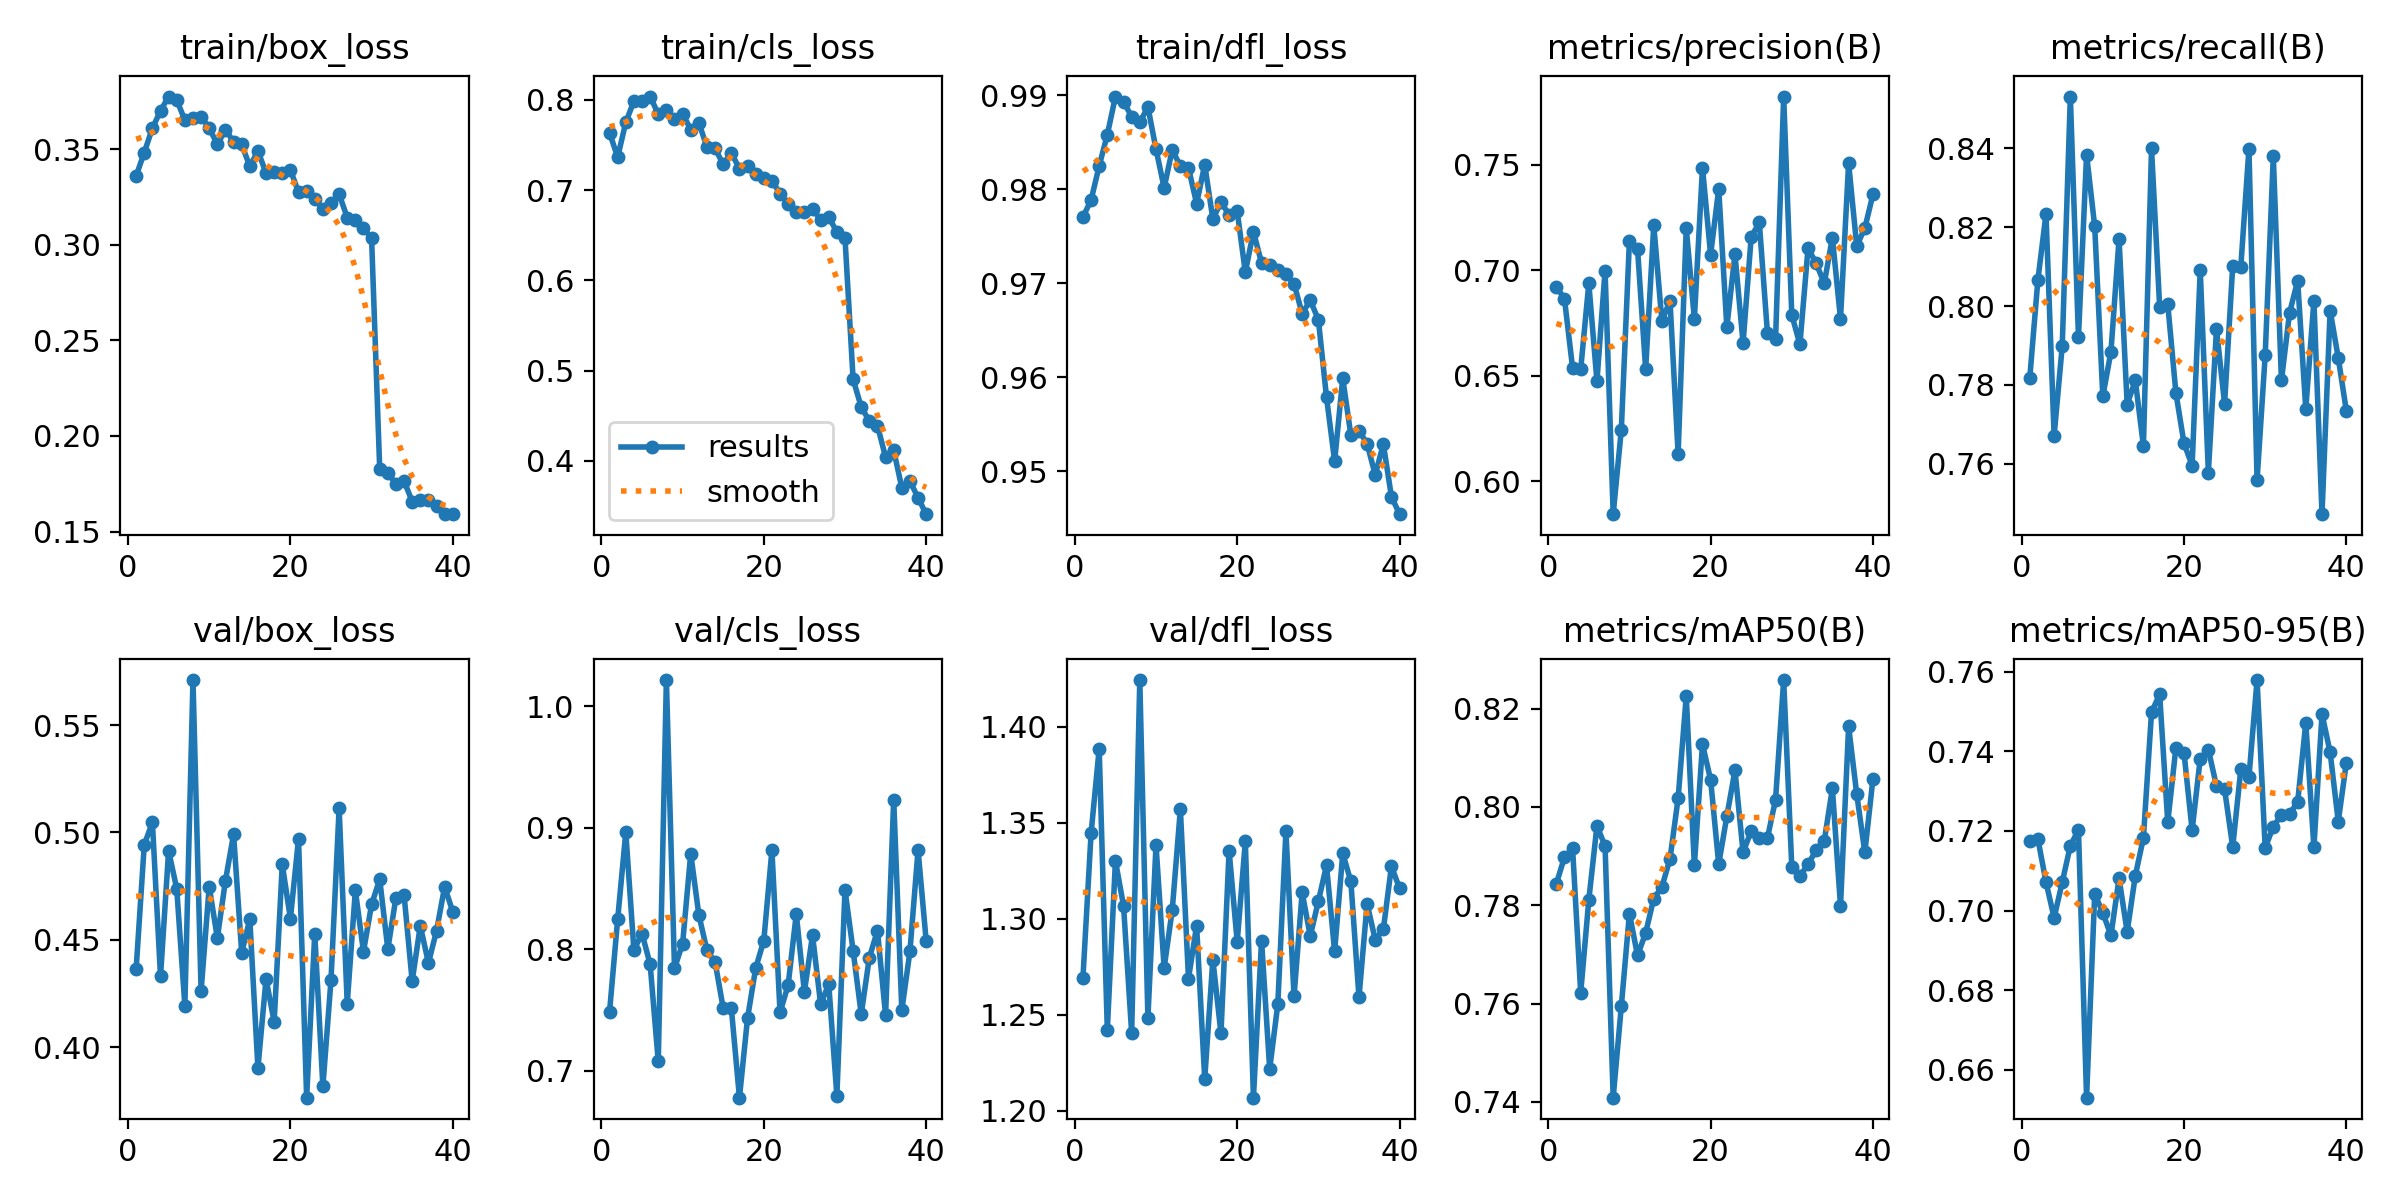 train/box_loss
train/cls_loss
train/dfl_loss
metrics/precision(B)
metrics/recall(B)
0.35
0.30
0.25
0.20
0.15
0 20 40
0.8
0.7
0.6
0.5
0.4
results
smooth
0 20 40
0.99
0.98
0.97
0.96
0.95
0 20 40
0.75
0.70
0.65
0.60
0 20 40
0.84
0.82
0.80
0.78
0.76
0 20 40
val/box_loss
val/cls_loss
val/dfl_loss
metrics/mAP50(B)
metrics/mAP50-95(B)
0.55
0.50
0.45
0.40
0 20 40
1.0
0.9
0.8
0.7
0 20 40
1.40
1.35
1.30
1.25
1.20
0 20 40
0.82
0.80
0.78
0.76
0.74
0 20 40
0.76
0.74
0.72
0.70
0.68
0.66
0 20 40